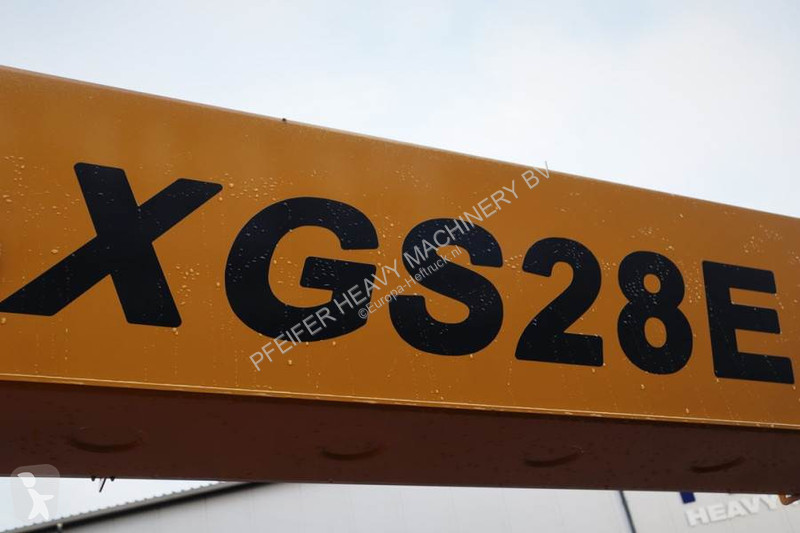 XGS28E
PFEIFER HEAVY MACHINERY BV
©Europa-Heftruck.nl
HEAVY